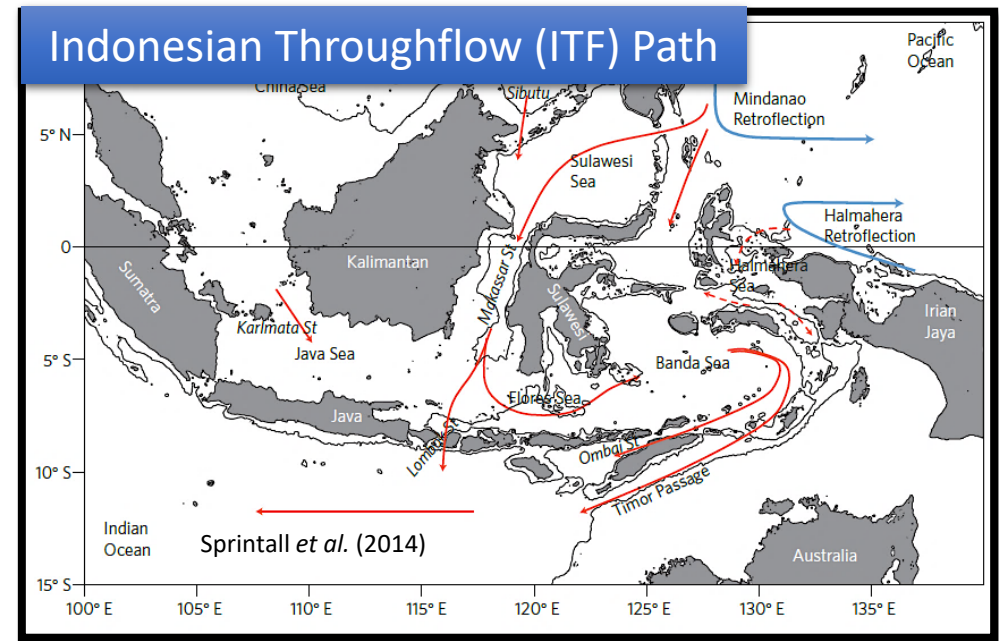 Indonesian Throughflow (ITF) Path
Pacific
Ocean
China Sea
Sibutu
Mindanao
Retroflection
5° N
Sulawesi
Sea
Halmahera
Retroflection
0
Kalimantan
Makassar St
Halmahera
Sea
Sumatra
Sulawesi
Irian
Jaya
Karimata St
Java Sea
5° S
Banda Sea
Flores Sea
Java
Lombok St
Ombai St
10° S
Timor Passage
Indian
Ocean
Sprintall et al. (2014)
Australia
15° S
100° E
105° E
110° E
115° E
120° E
125° E
130° E
135° E